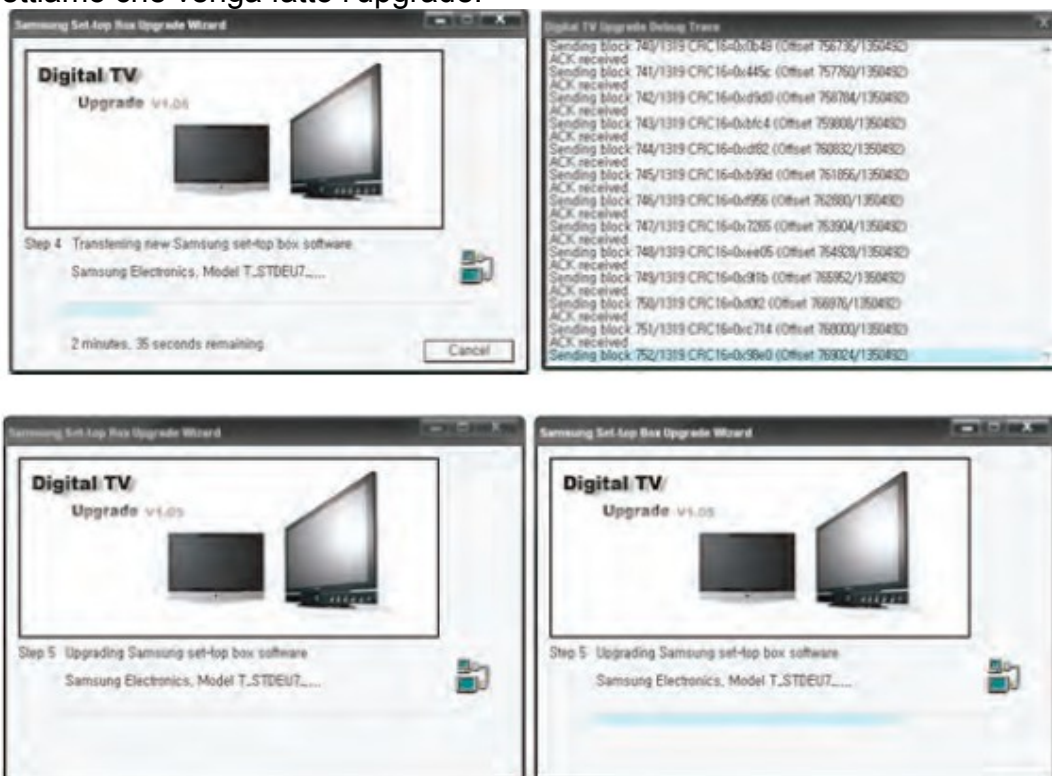 che venga fatto l'upgrade.
Samsung Set-top Box Upgrade Wizard
Digital TV
Upgrade V1.05
Step 4 Transferring new Samsung set-top box software
Samsung Electronics, Model T_STDEU7_....
2 minutes, 35 seconds remaining
Cancel
Digital TV Upgrade Debug Trace
Sending block 740/1319 CRC16=0x0b49 (Offset 756736/1350492)
ACK received
Sending block 741/1319 CRC16=0x445c (Offset 757760/1350492)
ACK received
Sending block 742/1319 CRC16=0xd9d0 (Offset 758784/1350492)
ACK received
Sending block 743/1319 CRC16=0xbfc4 (Offset 759808/1350492)
ACK received
Sending block 744/1319 CRC16=0xdf82 (Offset 760832/1350492)
ACK received
Sending block 745/1319 CRC16=0xb99d (Offset 761856/1350492)
ACK received
Sending block 746/1319 CRC16=0xf956 (Offset 762880/1350492)
ACK received
Sending block 747/1319 CRC16=0x7265 (Offset 763904/1350492)
ACK received
Sending block 748/1319 CRC16=0xee05 (Offset 764928/1350492)
ACK received
Sending block 749/1319 CRC16=0xc9fb (Offset 765952/1350492)
ACK received
Sending block 750/1319 (Offset 766976/1350492)
ACK received
Sending block 751/1319 CRC16=0xc714 (Offset 768000/1350492)
ACK received
Sending block 752/1319 CRC16=0x98e0 (Offset 769024/1350492)
Samsung Set-top Box Upgrade Wizard
Digital TV
Upgrade V1.05
Step 5 Upgrading Samsung set-top box software
Samsung Electronics, Model T_STDEU7_....
Samsung Set-top Box Upgrade Wizard
Digital TV
Upgrade V1.05
Step 5 Upgrading Samsung set-top box software
Samsung Electronics, Model T_STDEU7_....